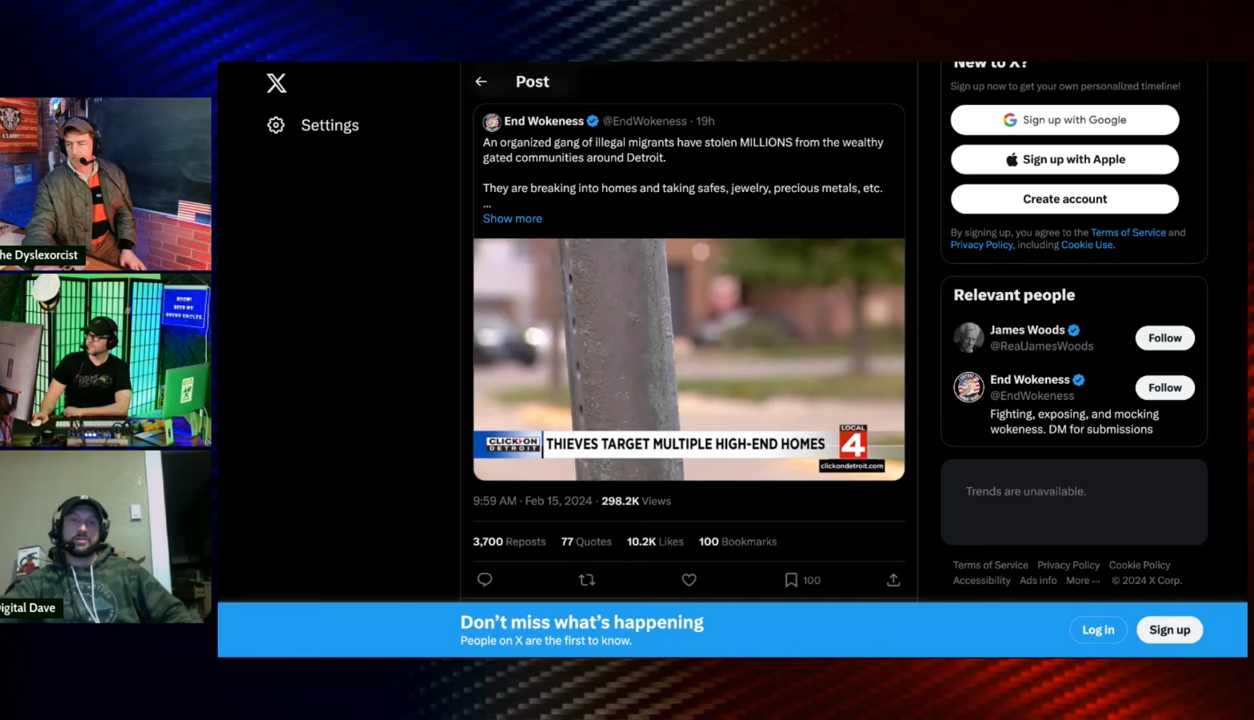 he Dyslexorcist
BOOM!
igital Dave
X
Settings
Post
End Wokeness @EndWokeness · 19h
An organized gang of illegal migrants have stolen MILLIONS from the wealthy
gated communities around Detroit.
They are breaking into homes and taking safes, jewelry, precious metals, etc.
...
Show more
CLICK ON
DETROIT
THIEVES TARGET MULTIPLE HIGH-END HOMES
LOCAL
4
clickondetroit.com
9:59 AM · Feb 15, 2024 · 298.2K Views
3,700 Reposts 77 Quotes 10.2K Likes 100 Bookmarks
100
New to X?
Sign up now to get your own personalized timeline!
Sign up with Google
Sign up with Apple
Create account
By signing up, you agree to the Terms of Service and
Privacy Policy, including Cookie Use.
Relevant people
James Woods
@RealJamesWoods
Follow
End Wokeness
@EndWokeness
Follow
Fighting, exposing, and mocking
wokeness. DM for submissions
Trends are unavailable.
Terms of Service Privacy Policy Cookie Policy
Accessibility Ads info More ··· © 2024 X Corp.
Don't miss what's happening
People on X are the first to know.
Log in
Sign up